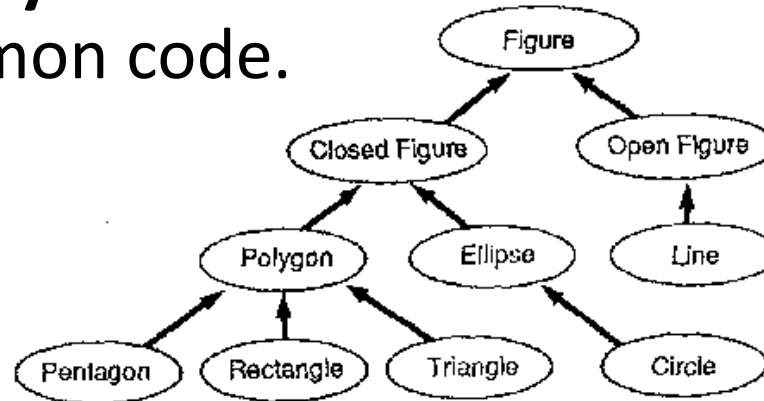 mon code.
Figure
Closed Figure
Open Figure
Polygon
Ellipse
Line
Pentagon
Rectangle
Triangle
Circle